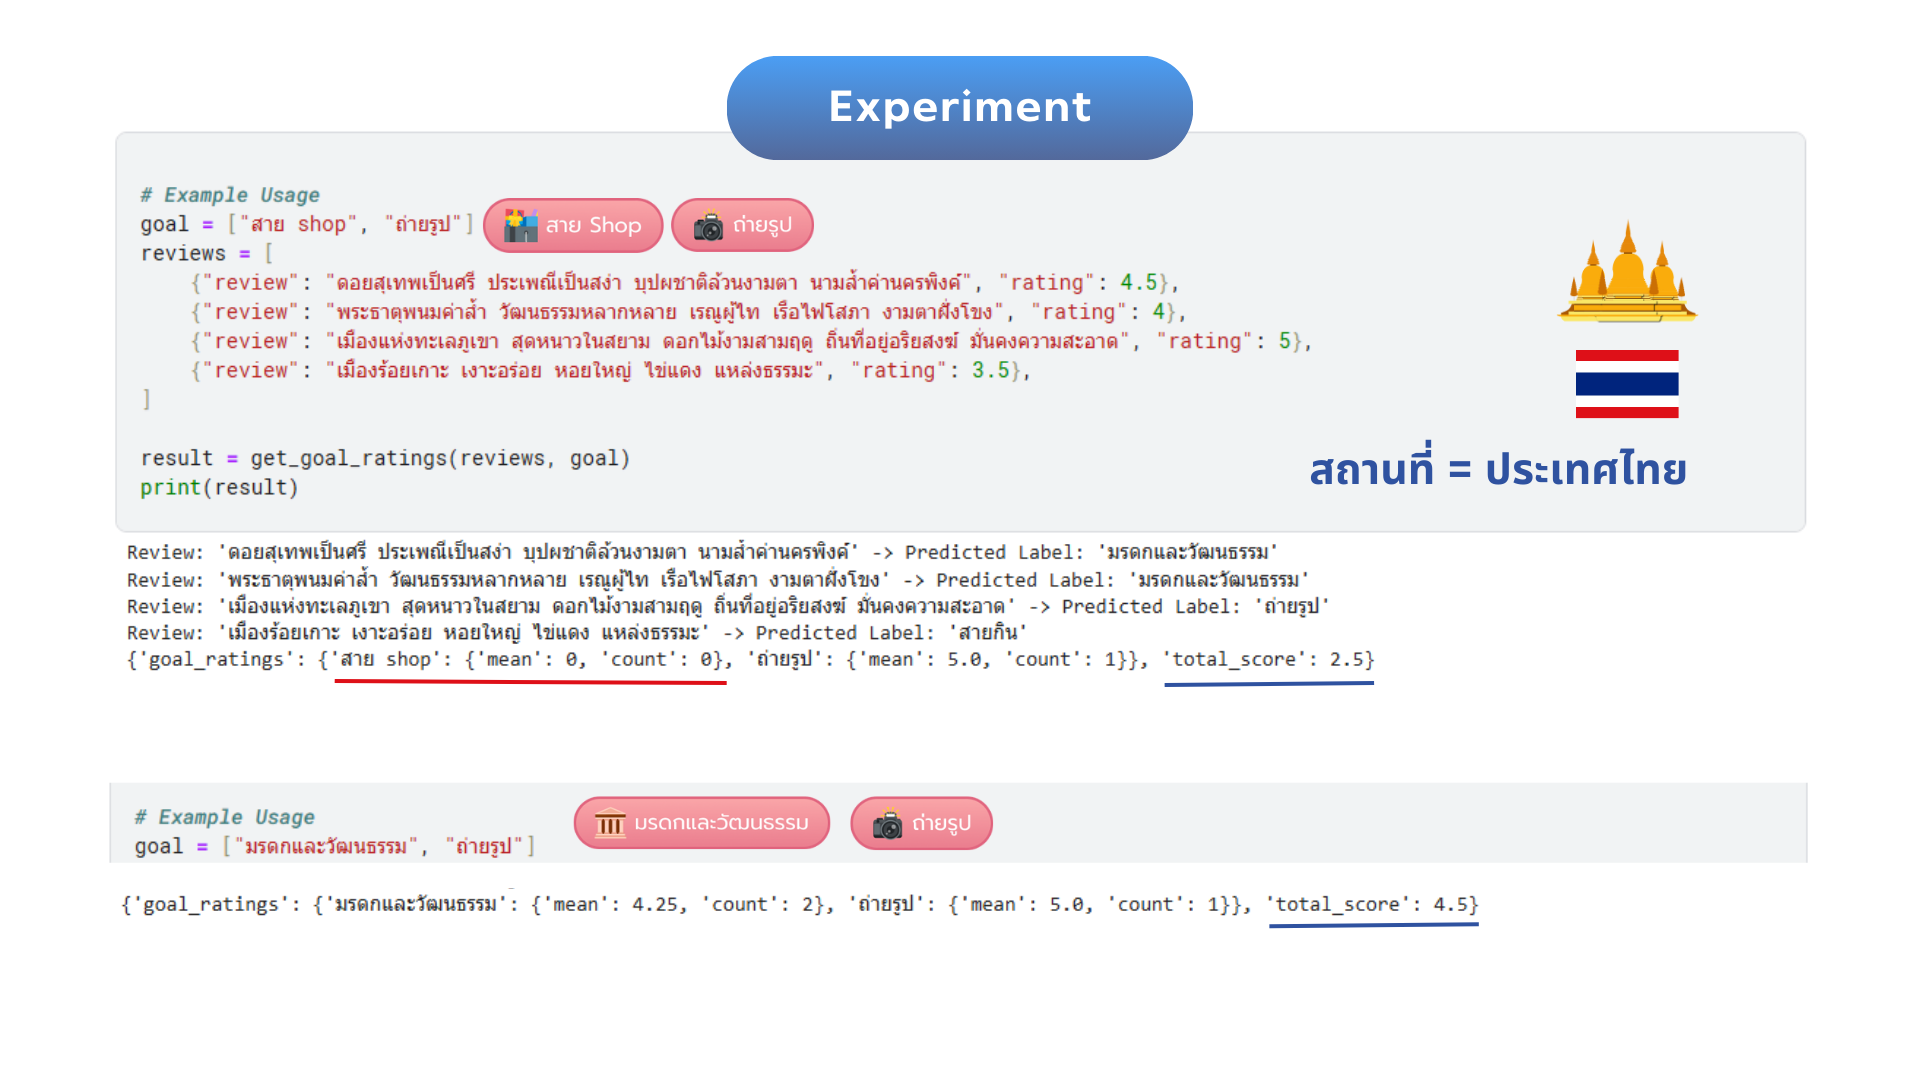 Experiment
# Example Usage
goal = ["สาย shop", "ถ่ายรูป"] สาย Shop ถ่ายรูป
reviews = [
{"review": "ดอยสุเทพเป็นศรี ประเพณีเป็นสง่า บุปผชาติล้วนงามตา นามล้ำค่านครพิงค์", "rating": 4.5},
{"review": "พระธาตุพนมค่าล้ำ วัฒนธรรมหลากหลาย เรณูผู้ไท เรือไฟโสภา งามตาฝั่งโขง", "rating": 4},
{"review": "เมืองแห่งทะเลภูเขา สุดหนาวในสยาม ดอกไม้งามสามฤดู ถิ่นที่อยู่อริยสงฆ์ มั่นคงความสะอาด", "rating": 5},
{"review": "เมืองร้อยเกาะ เงาะอร่อย หอยใหญ่ ไข่แดง แหล่งธรรมะ", "rating": 3.5},
]
result = get_goal_ratings(reviews, goal)
print(result)
สถานที่ = ประเทศไทย
Review: 'ดอยสุเทพเป็นศรี ประเพณีเป็นสง่า บุปผชาติล้วนงามตา นามล้ำค่านครพิงค์' -> Predicted Label: 'มรดกและวัฒนธรรม'
Review: 'พระธาตุพนมค่าล้ำ วัฒนธรรมหลากหลาย เรณูผู้ไท เรือไฟโสภา งามตาฝั่งโขง' -> Predicted Label: 'มรดกและวัฒนธรรม'
Review: 'เมืองแห่งทะเลภูเขา สุดหนาวในสยาม ดอกไม้งามสามฤดู ถิ่นที่อยู่อริยสงฆ์ มั่นคงความสะอาด' -> Predicted Label: 'ถ่ายรูป'
Review: 'เมืองร้อยเกาะ เงาะอร่อย หอยใหญ่ ไข่แดง แหล่งธรรมะ' -> Predicted Label: 'สายกิน'
{'goal_ratings': {'สาย shop': {'mean': 0, 'count': 0}, 'ถ่ายรูป': {'mean': 5.0, 'count': 1}}, 'total_score': 2.5}
# Example Usage
goal = ["มรดกและวัฒนธรรม", "ถ่ายรูป"] มรดกและวัฒนธรรม ถ่ายรูป
{'goal_ratings': {'มรดกและวัฒนธรรม': {'mean': 4.25, 'count': 2}, 'ถ่ายรูป': {'mean': 5.0, 'count': 1}}, 'total_score': 4.5}